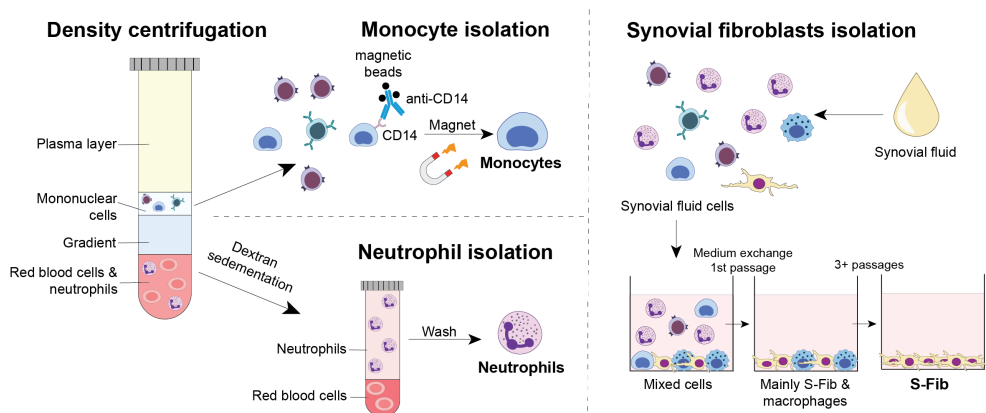 Density centrifugation
Plasma layer
Mononuclear
cells
Gradient
Red blood cells &
neutrophils
Monocyte isolation
magnetic
beads
anti-CD14
CD14
Magnet
Monocytes
Dextran
sedementation
Neutrophil isolation
Neutrophils
Red blood cells
Wash
Neutrophils
Synovial fibroblasts isolation
Synovial fluid
Synovial fluid cells
Medium exchange
1st passage
3+ passages
Mixed cells
Mainly S-Fib &
macrophages
S-Fib